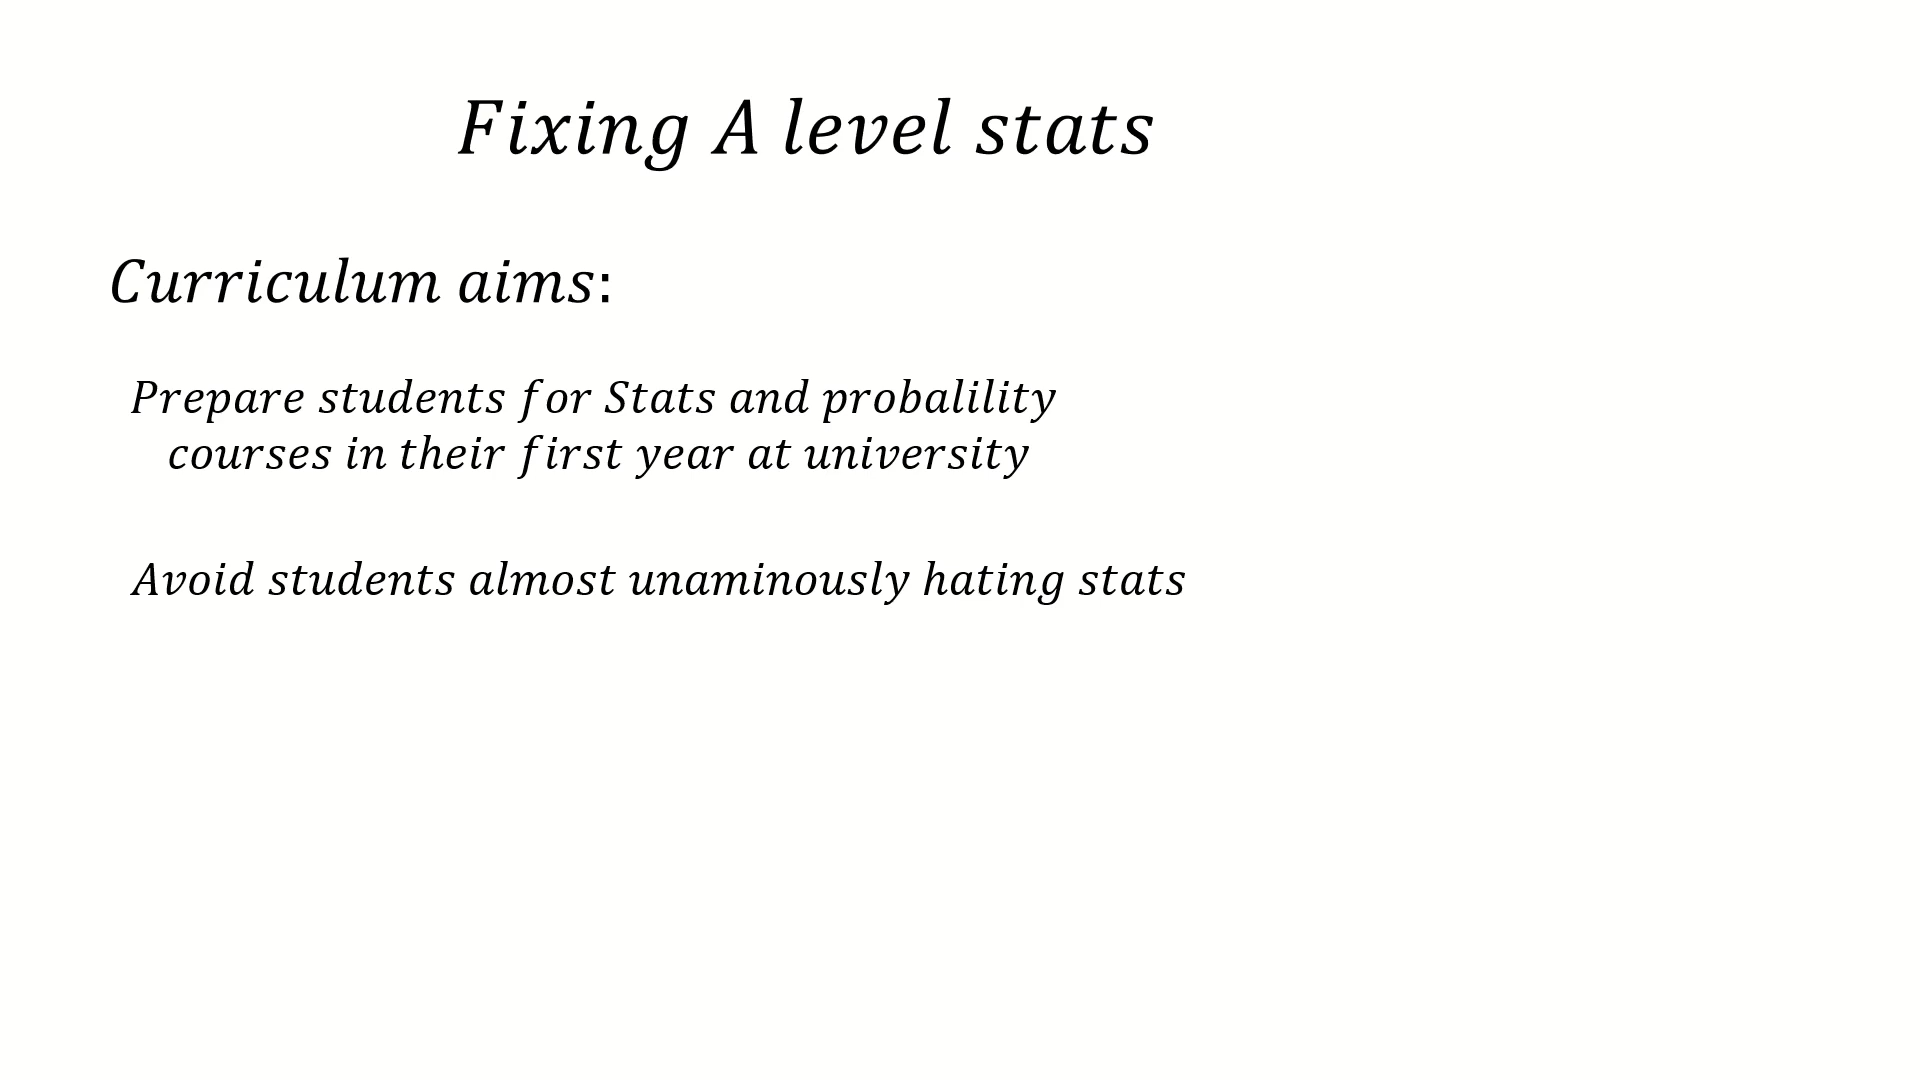 Fixing A level stats
Curriculum aims:
Prepare students for Stats and probalility
courses in their first year at university
Avoid students almost unaminously hating stats